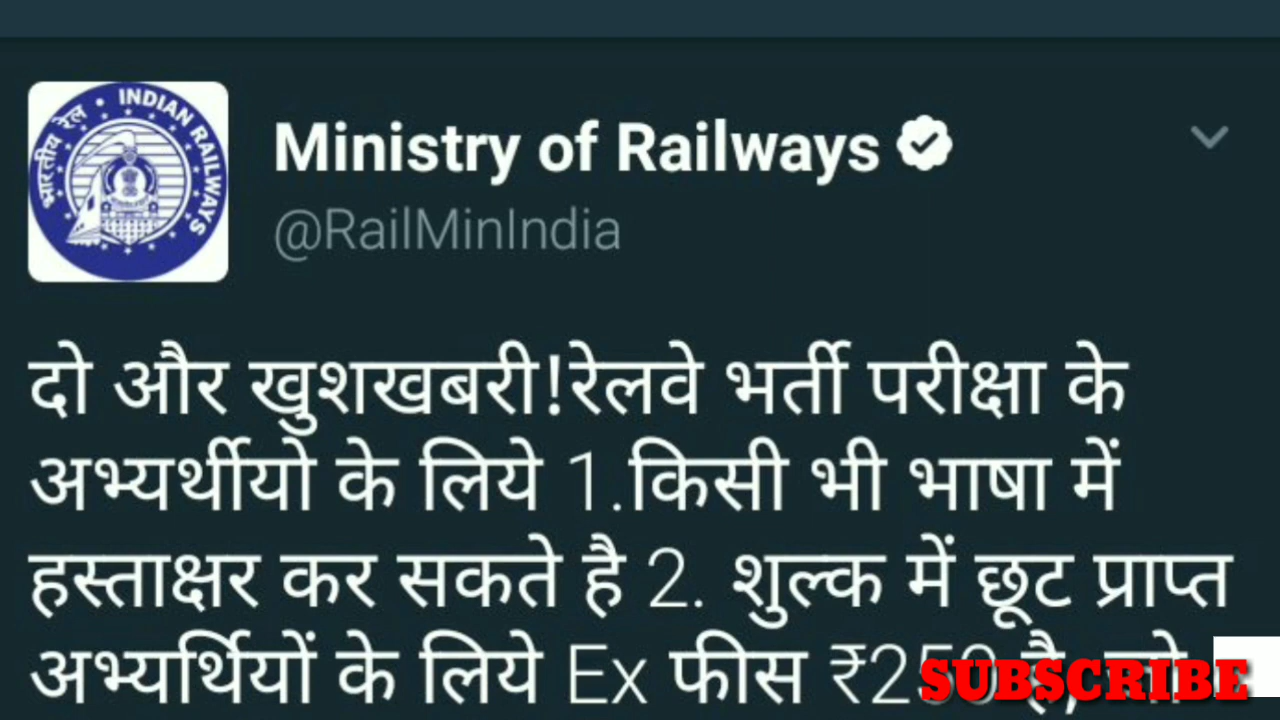 भारतीय रेल • INDIAN RAILWAYS
Ministry of Railways
@RailMinIndia
दो और खुशखबरी!रेलवे भर्ती परीक्षा के
अभ्यर्थीयो के लिये 1.किसी भी भाषा में
हस्ताक्षर कर सकते है 2. शुल्क में छूट प्राप्त
अभ्यर्थियों के लिये Ex फीस ₹250 है,
SUBSCRIBE